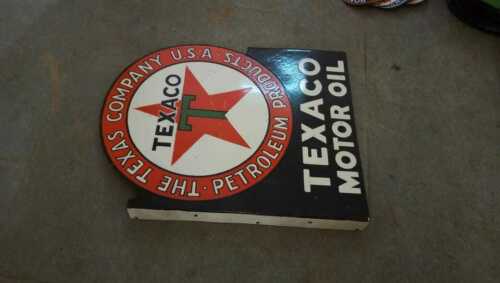 THE TEXAS COMPANY U.S.A
PETROLEUM PRODUCTS
TEXACO
T
TEXACO
MOTOR OIL